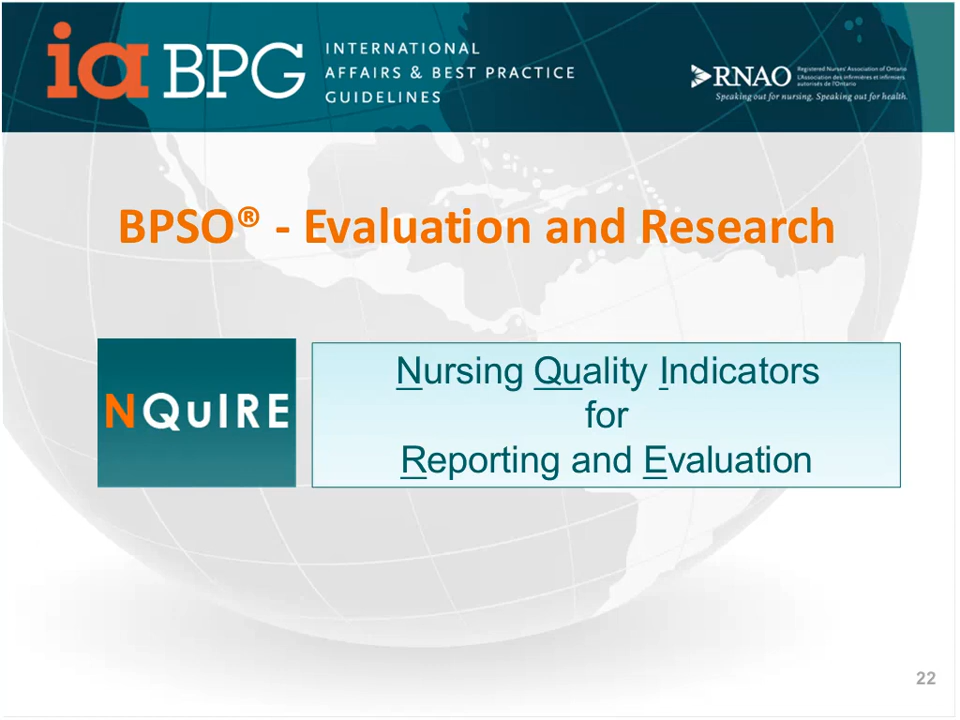 ia BPG INTERNATIONAL
AFFAIRS & BEST PRACTICE
GUIDELINES
RNAO
Registered Nurses' Association of Ontario
L'Association des infirmières et infirmiers
autorisés de l'Ontario
Speaking out for nursing. Speaking out for health.
BPSO® - Evaluation and Research
NQuIRE
Nursing Quality Indicators
for
Reporting and Evaluation
22